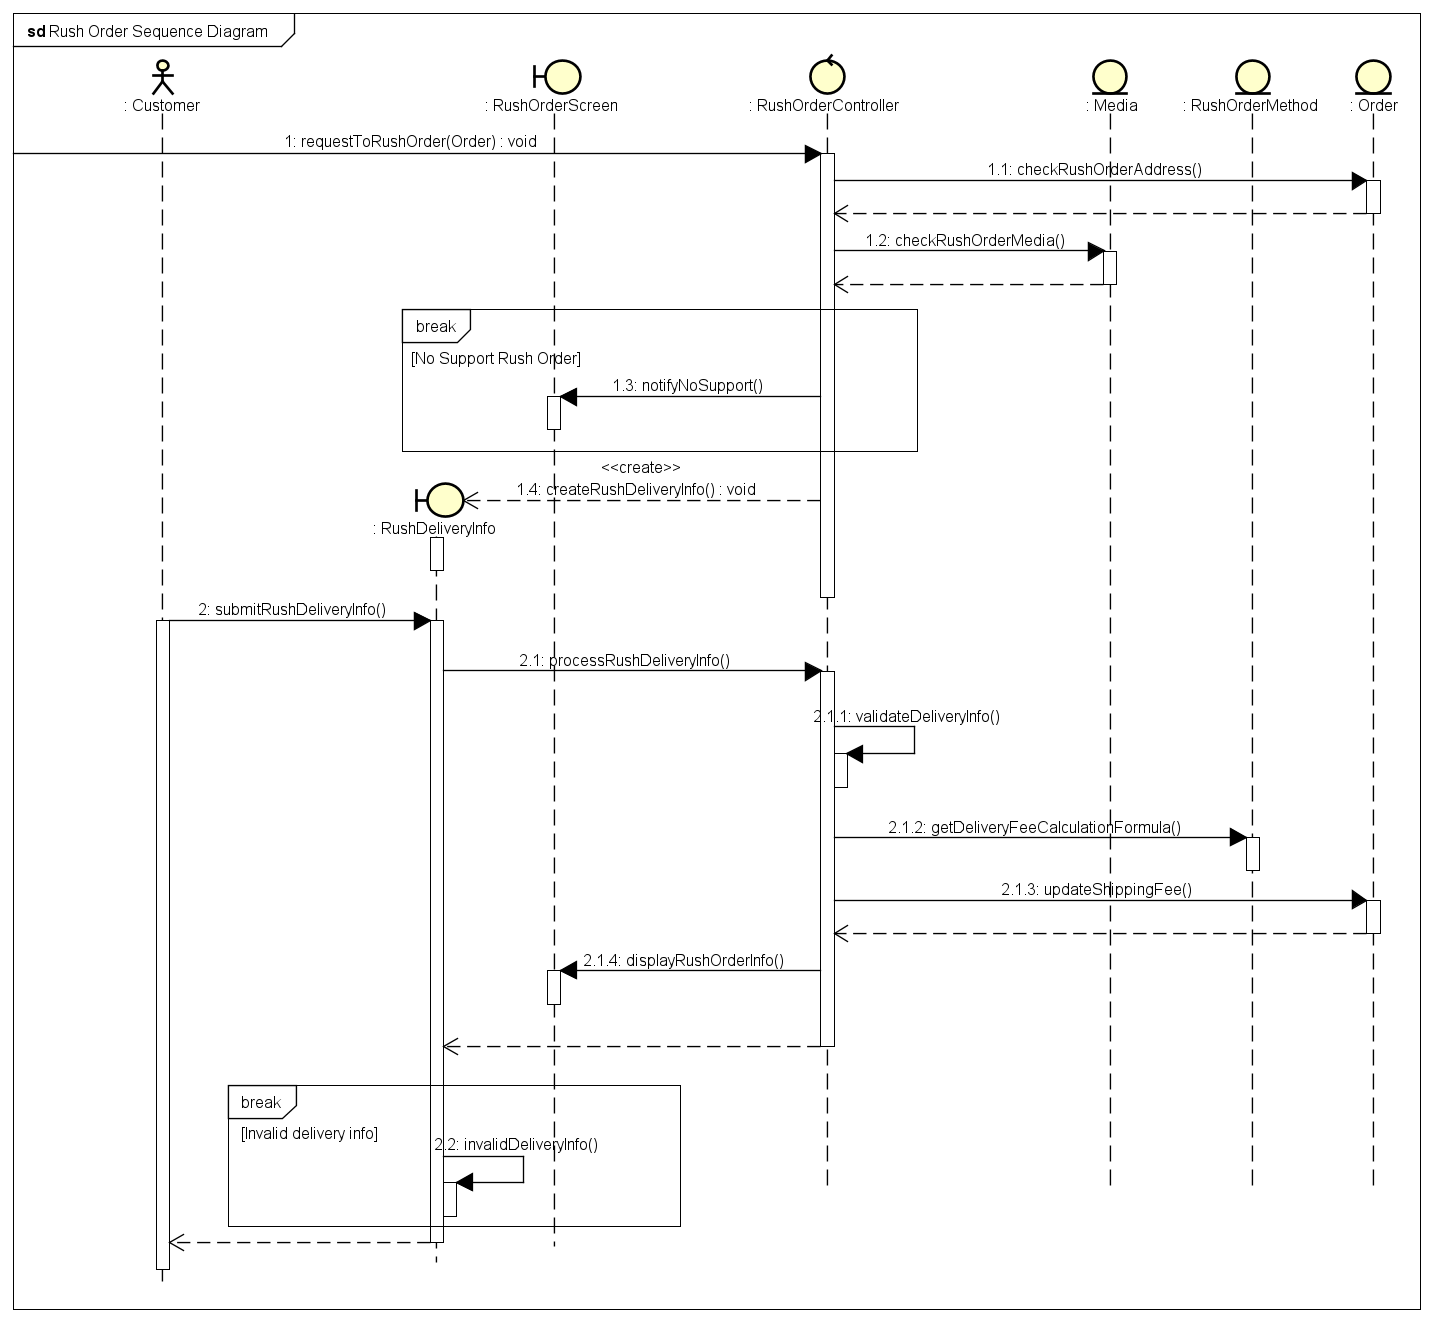 sd Rush Order Sequence Diagram
: Customer
: RushOrderScreen
: RushOrderController
: Media
: RushOrderMethod
: Order
1: requestToRushOrder(Order) : void
1.1: checkRushOrderAddress()
1.2: checkRushOrderMedia()
break
[No Support Rush Order]
1.3: notifyNoSupport()
<<create>>
1.4: createRushDeliveryInfo() : void
: RushDeliveryInfo
2: submitRushDeliveryInfo()
2.1: processRushDeliveryInfo()
2.1.1: validateDeliveryInfo()
2.1.2: getDeliveryFeeCalculationFormula()
2.1.3: updateShippingFee()
2.1.4: displayRushOrderInfo()
break
[Invalid delivery info]
2.2: invalidDeliveryInfo()